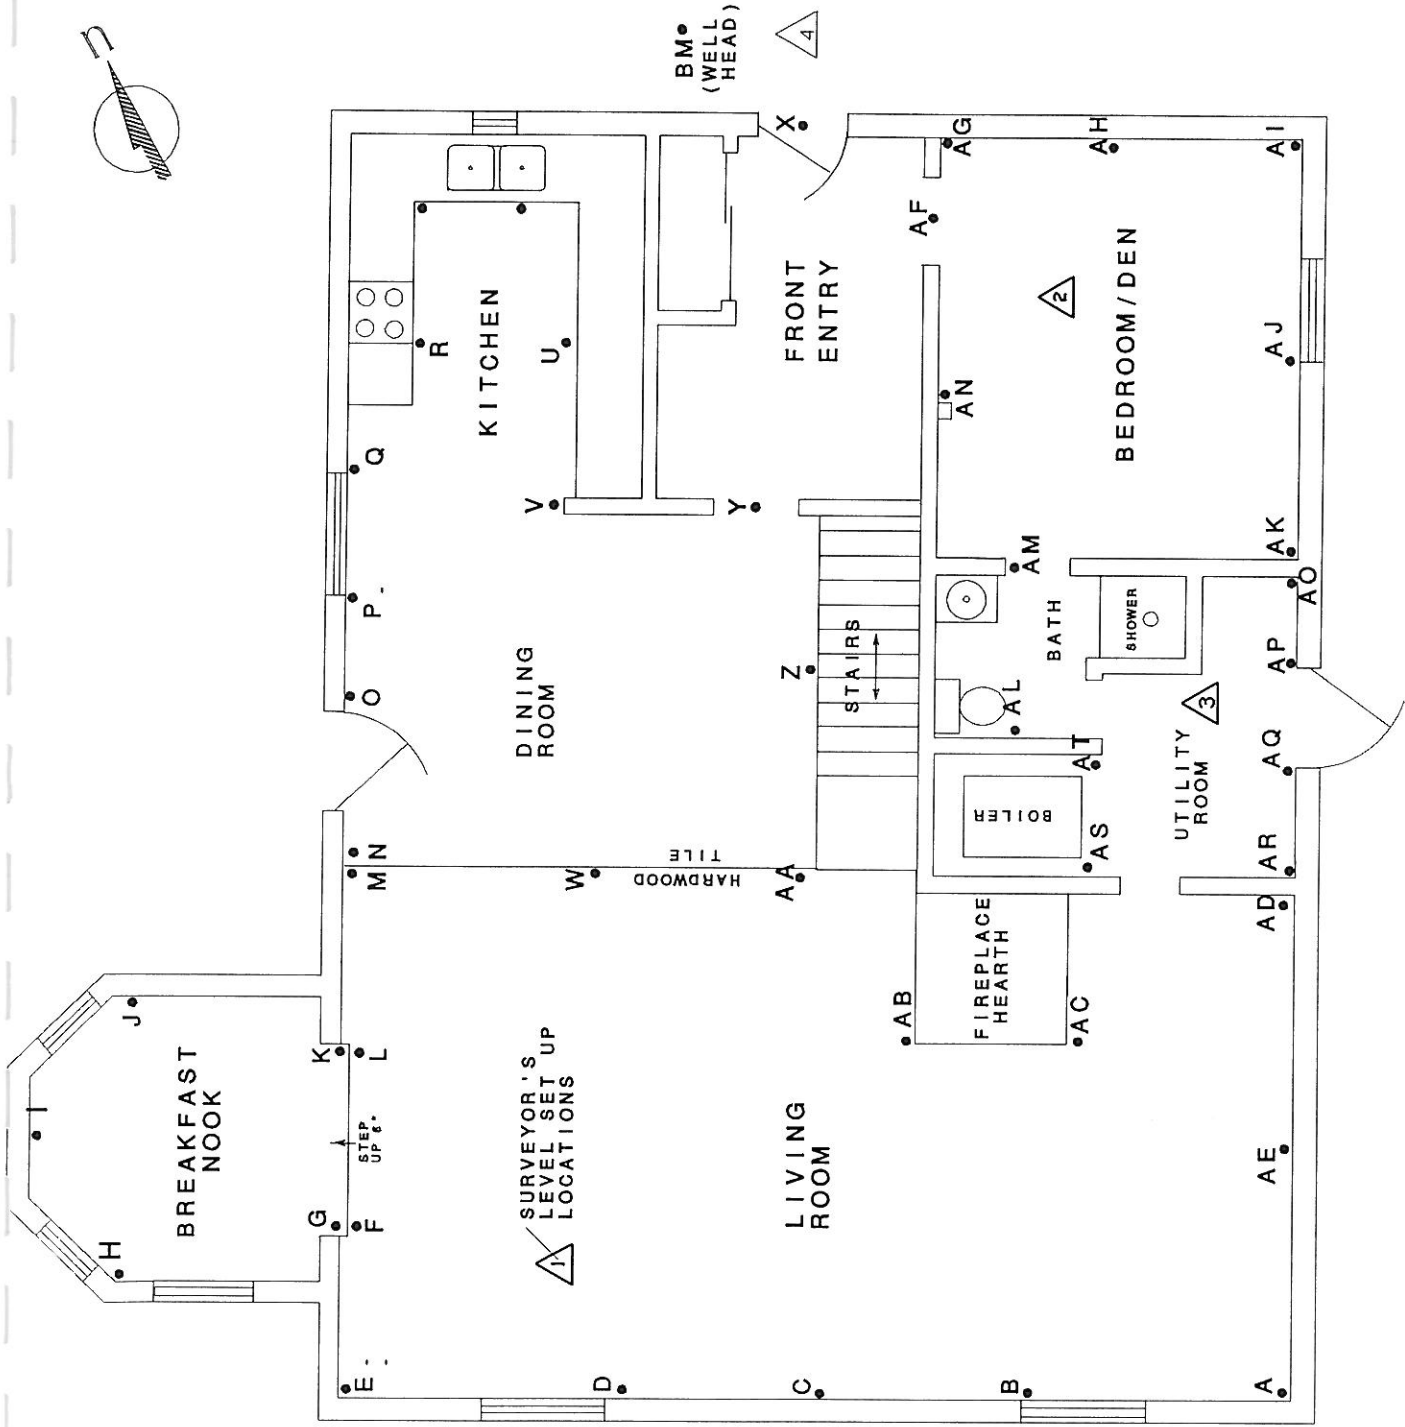 n
BM
(WELL
HEAD)
4
X
AG
AH
AI
AF
FRONT
ENTRY
KITCHEN
R
U
2
BEDROOM/DEN
AJ
AN
Q
V
Y
AK
AM
AO
P
O
DINING
ROOM
Z
STAIRS
BATH
SHOWER
AP
AL
3
AT
UTILITY
ROOM
AQ
BOILER
AS
AR
N
M
W
TILE
HARDWOOD
AA
AD
FIREPLACE
HEARTH
AB
AC
J
K
L
I
BREAKFAST
NOOK
STEP
UP 6"
SURVEYOR'S
LEVEL SET UP
LOCATIONS
1
LIVING
ROOM
AE
H
G
F
E
D
C
B
A